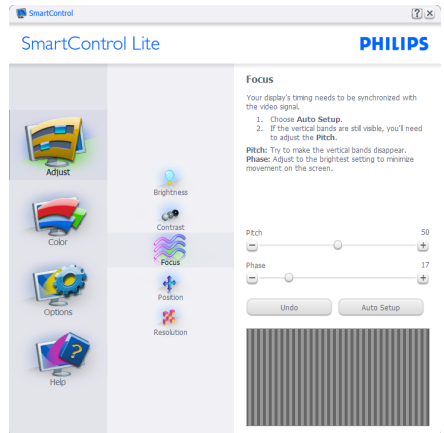 SmartControl
SmartControl Lite
PHILIPS
Adjust
Color
Options
Help
Brightness
Contrast
Focus
Position
Resolution
Focus
Your display's timing needs to be synchronized with
the video signal.
1. Choose Auto Setup.
2. If the vertical bands are still visible, you'll need
to adjust the Pitch.
Pitch: Try to make the vertical bands disappear.
Phase: Adjust to the brightest setting to minimize
movement on the screen.
Pitch 50
Phase 17
Undo Auto Setup